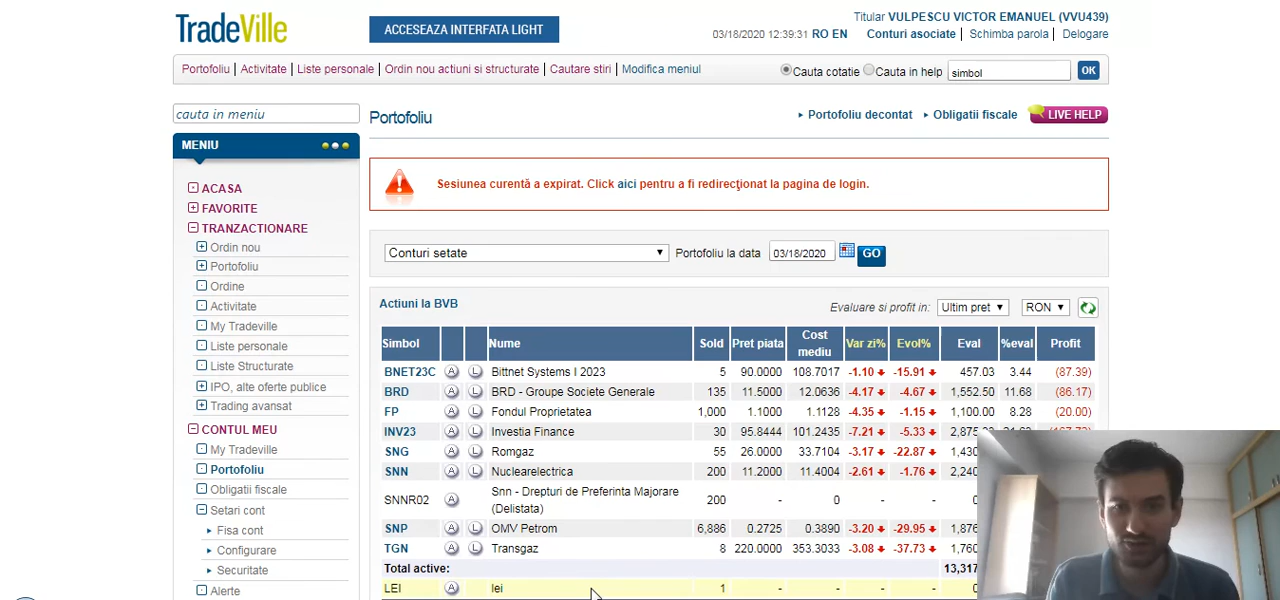 TradeVille
ACCESEAZA INTERFATA LIGHT
Titular VULPESCU VICTOR EMANUEL (VVU439)
03/18/2020 12:39:31 RO EN Conturi asociate | Schimba parola | Delogare
Portofoliu | Activitate | Liste personale | Ordin nou actiuni si structurate | Cautare stiri | Modifica meniul
Cauta cotatie Cauta in help simbol OK
cauta in meniu
Portofoliu
Portofoliu decontat Obligatii fiscale LIVE HELP
MENIU
ACASA
FAVORITE
TRANZACTIONARE
Ordin nou
Portofoliu
Ordine
Activitate
My Tradeville
Liste personale
Liste Structurate
IPO, alte oferte publice
Trading avansat
CONTUL MEU
My Tradeville
Portofoliu
Obligatii fiscale
Setari cont
Fisa cont
Configurare
Securitate
Alerte
Sesiunea curentă a expirat. Click aici pentru a fi redirecţionat la pagina de login.
Conturi setate Portofoliu la data 03/18/2020 GO
Actiuni la BVB
Evaluare si profit in: Ultim pret RON
Simbol Nume Sold Pret piata Cost mediu Var zi% Evol% Eval %eval Profit
BNET23C A L Bittnet Systems I 2023 5 90.0000 108.7017 -1.10 -15.91 457.03 3.44 (87.39)
BRD A L BRD - Groupe Societe Generale 135 11.5000 12.0636 -4.17 -4.67 1,552.50 11.68 (86.17)
FP A L Fondul Proprietatea 1,000 1.1000 1.1128 -4.35 -1.15 1,100.00 8.28 (20.00)
INV23 A L Investia Finance 30 95.8444 101.2435 -7.21 -5.33
SNG A L Romgaz 55 26.0000 33.7104 -3.17 -22.87
SNN A L Nuclearelectrica 200 11.2000 11.4004 -2.61 -1.76
SNNR02 A Snn - Drepturi de Preferinta Majorare (Delistata) 200 - 0 - -
SNP A L OMV Petrom 6,886 0.2725 0.3890 -3.20 -29.95
TGN A L Transgaz 8 220.0000 353.3033 -3.08 -37.73
Total active: 13,317
LEI A lei 1 - - - -